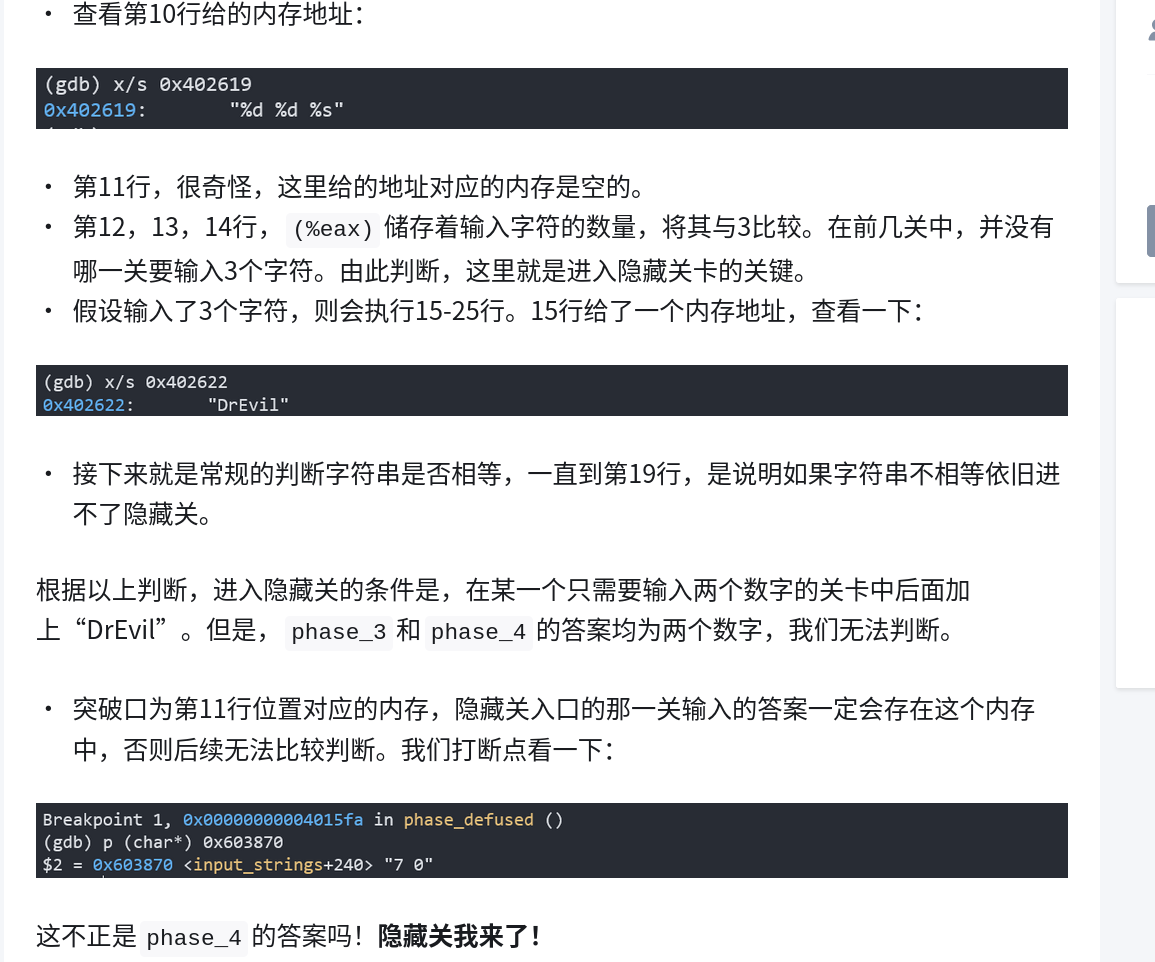 • 查看第10行给的内存地址：
(gdb) x/s 0x402619
0x402619:       "%d %d %s"
• 第11行，很奇怪，这里给的地址对应的内存是空的。
• 第12，13，14行， (%eax) 储存着输入字符的数量，将其与3比较。在前几关中，并没有
哪一关要输入3个字符。由此判断，这里就是进入隐藏关卡的关键。
• 假设输入了3个字符，则会执行15-25行。15行给了一个内存地址，查看一下：
(gdb) x/s 0x402622
0x402622:       "DrEvil"
• 接下来就是常规的判断字符串是否相等，一直到第19行，是说明如果字符串不相等依旧进
不了隐藏关。
根据以上判断，进入隐藏关的条件是，在某一个只需要输入两个数字的关卡中后面加
上“DrEvil” 。但是， phase_3 和 phase_4 的答案均为两个数字，我们无法判断。
• 突破口为第11行位置对应的内存，隐藏关入口的那一关输入的答案一定会存在这个内存
中，否则后续无法比较判断。我们打断点看一下：
Breakpoint 1, 0x00000000004015fa in phase_defused ()
(gdb) p (char*) 0x603870
$2 = 0x603870 <input_strings+240> "7 0"
这不正是 phase_4 的答案吗！隐藏关我来了！